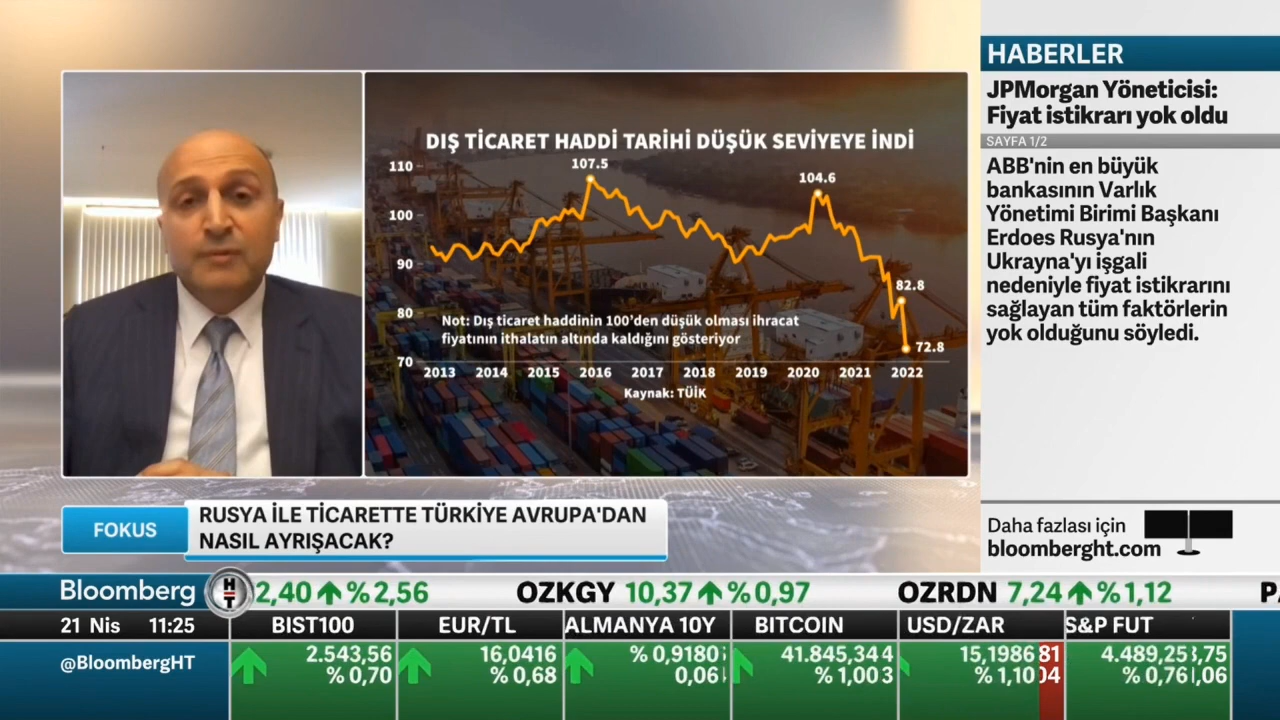 HABERLER
JPMorgan Yöneticisi:
Fiyat istikrarı yok oldu
SAYFA 1/2
ABB'nin en büyük
bankasının Varlık
Yönetimi Birimi Başkanı
Erdoes Rusya'nın
Ukrayna'yı işgali
nedeniyle fiyat istikrarını
sağlayan tüm faktörlerin
yok olduğunu söyledi.
Daha fazlası için
bloomberght.com
DIŞ TİCARET HADDİ TARİHİ DÜŞÜK SEVİYEYE İNDİ
110
100
90
80
70
107.5
104.6
82.8
72.8
Not: Dış ticaret haddinin 100'den düşük olması ihracat
fiyatının ithalatın altında kaldığını gösteriyor
2013 2014 2015 2016 2017 2018 2019 2020 2021 2022
Kaynak: TÜİK
FOKUS
RUSYA İLE TİCARETTE TÜRKİYE AVRUPA'DAN
NASIL AYRIŞACAK?
Bloomberg HT
2,40 %2,56 OZKGY 10,37 %0,97 OZRDN 7,24 %1,12
21 Nis 11:25
@BloombergHT
BIST100
2.543,56
% 0,70
EUR/TL
16,0416
% 0,68
ALMANYA 10Y
% 0,9180
0,06
BITCOIN
41.845,34
% 1,00
USD/ZAR
15,1986
% 1,10
S&P FUT
4.489,25
% 0,76